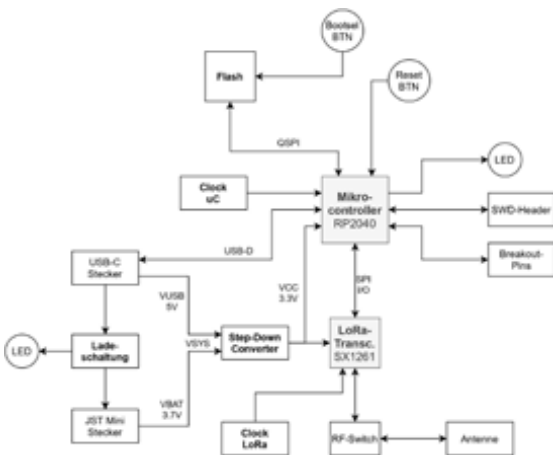 Bootsel
BTN
Flash
Reset
BTN
QSPI
LED
Clock
uC
Mikro-
controller
RP2040
SWD-Header
USB-D
Breakout-
Pins
USB-C
Stecker
VUSB
5V
VCC
3.3V
SPI
I/O
LED
Lade-
schaltung
VSYS
Step-Down
Converter
LoRa-
Transc.
SX1261
VBAT
3.7V
JST Mini
Stecker
Clock
LoRa
RF-Switch
Antenne